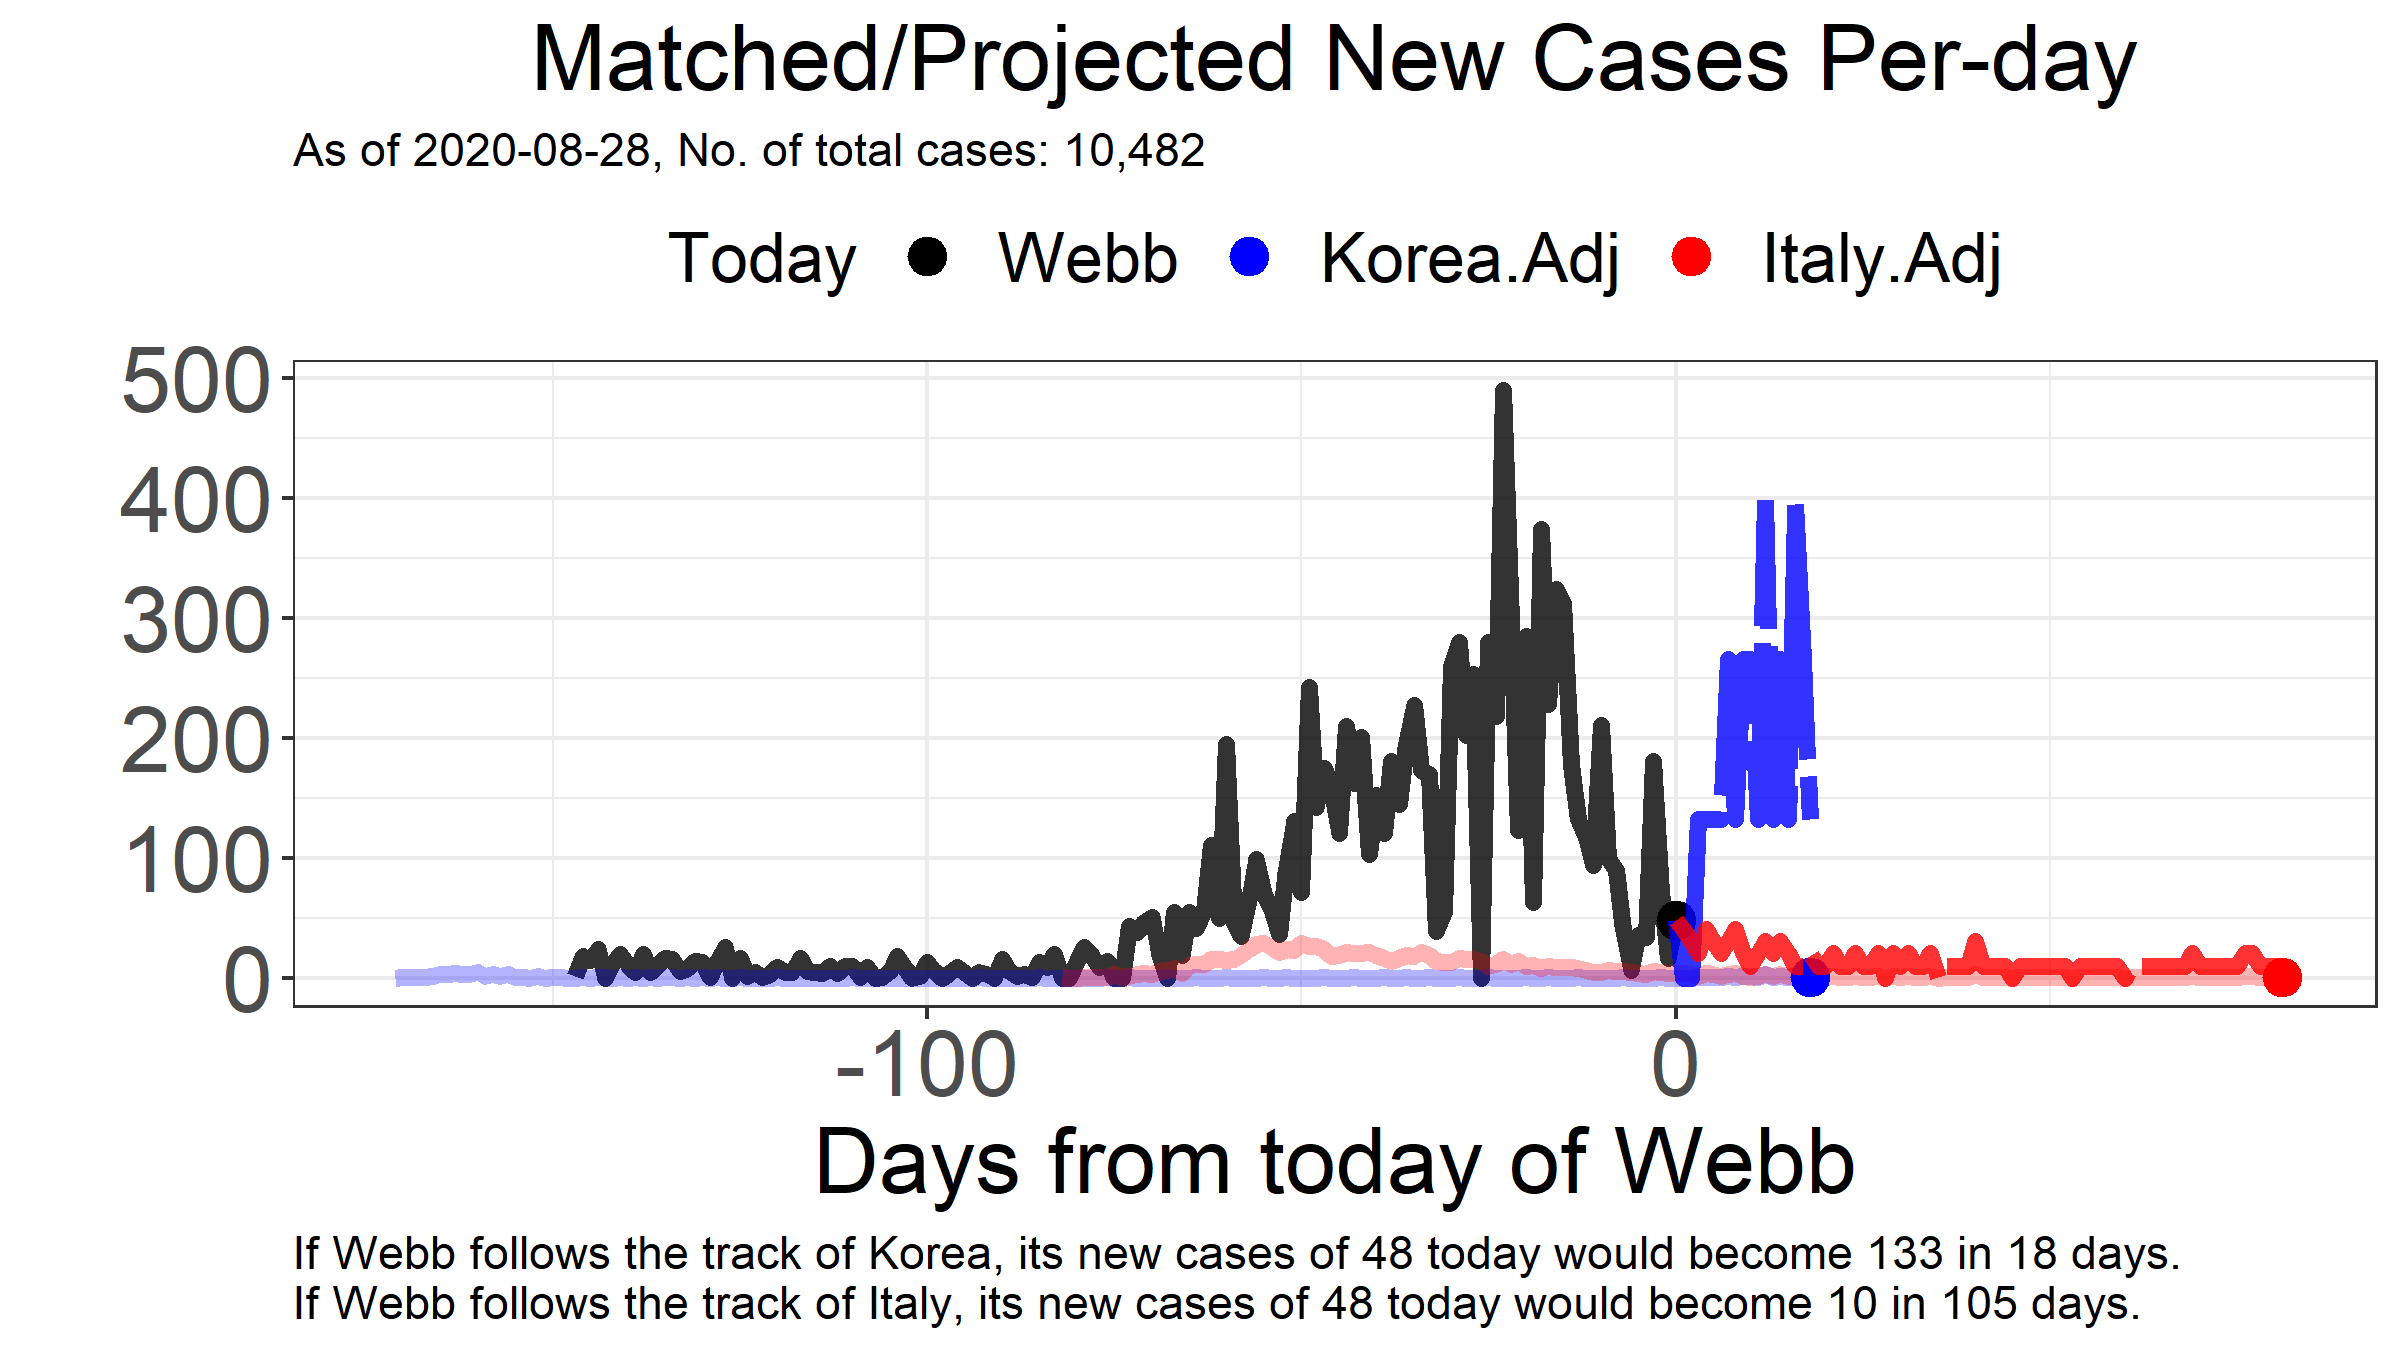 Matched/Projected New Cases Per-day
As of 2020-08-28, No. of total cases: 10,482
Today Webb Korea.Adj Italy.Adj
500
400
300
200
100
0
-100 0
Days from today of Webb
If Webb follows the track of Korea, its new cases of 48 today would become 133 in 18 days.
If Webb follows the track of Italy, its new cases of 48 today would become 10 in 105 days.